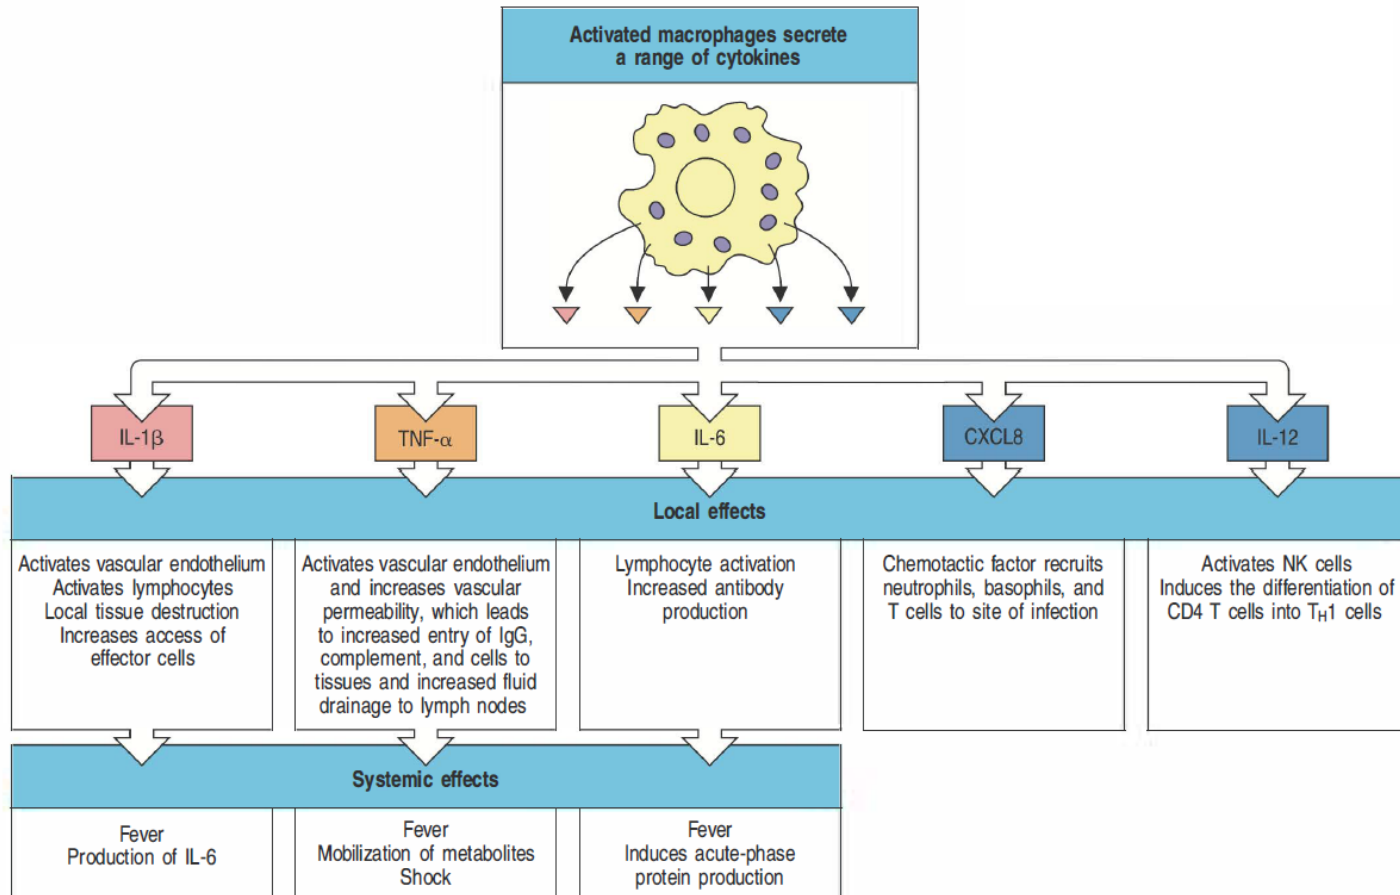 Activated macrophages secrete
a range of cytokines
IL-1β
TNF-α
IL-6
CXCL8
IL-12
Local effects
Activates vascular endothelium
Activates lymphocytes
Local tissue destruction
Increases access of
effector cells
Activates vascular endothelium
and increases vascular
permeability, which leads
to increased entry of IgG,
complement, and cells to
tissues and increased fluid
drainage to lymph nodes
Lymphocyte activation
Increased antibody
production
Chemotactic factor recruits
neutrophils, basophils, and
T cells to site of infection
Activates NK cells
Induces the differentiation of
CD4 T cells into TH1 cells
Systemic effects
Fever
Production of IL-6
Fever
Mobilization of metabolites
Shock
Fever
Induces acute-phase
protein production